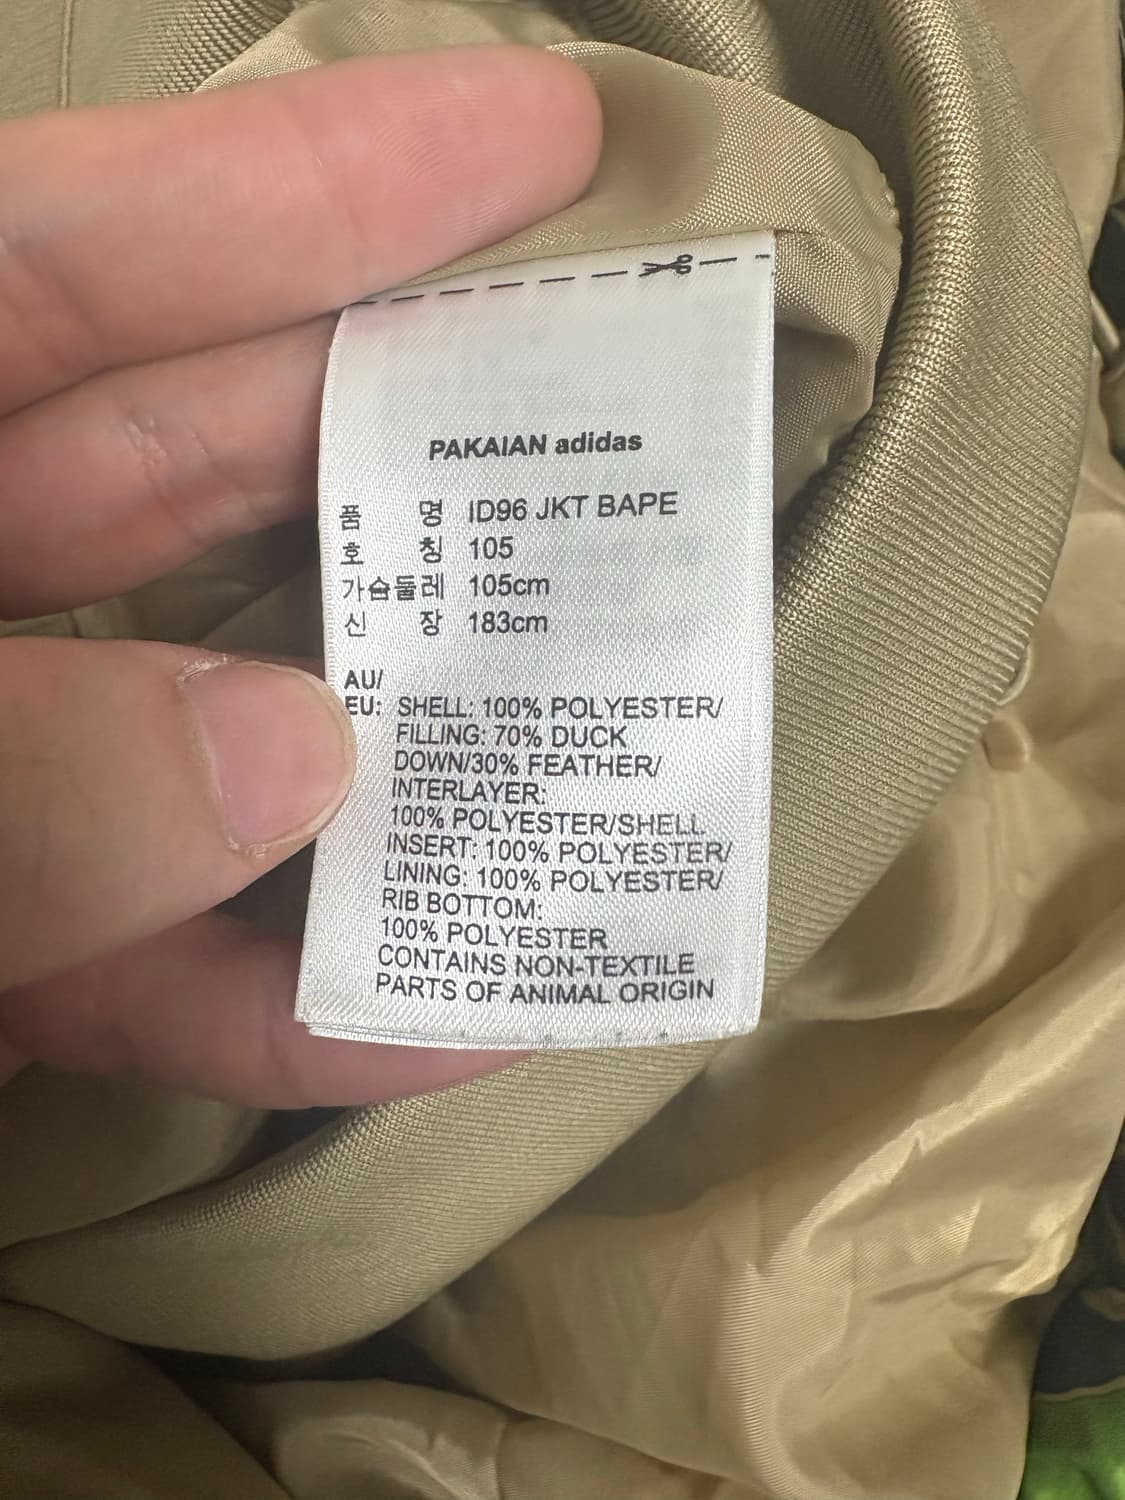 PAKAIAN adidas
품 명 ID96 JKT BAPE
호 칭 105
가슴둘레 105cm
신 장 183cm
AU/
EU: SHELL: 100% POLYESTER/
FILLING: 70% DUCK
DOWN/30% FEATHER/
INTERLAYER:
100% POLYESTER/SHELL
INSERT: 100% POLYESTER/
LINING: 100% POLYESTER/
RIB BOTTOM:
100% POLYESTER
CONTAINS NON-TEXTILE
PARTS OF ANIMAL ORIGIN